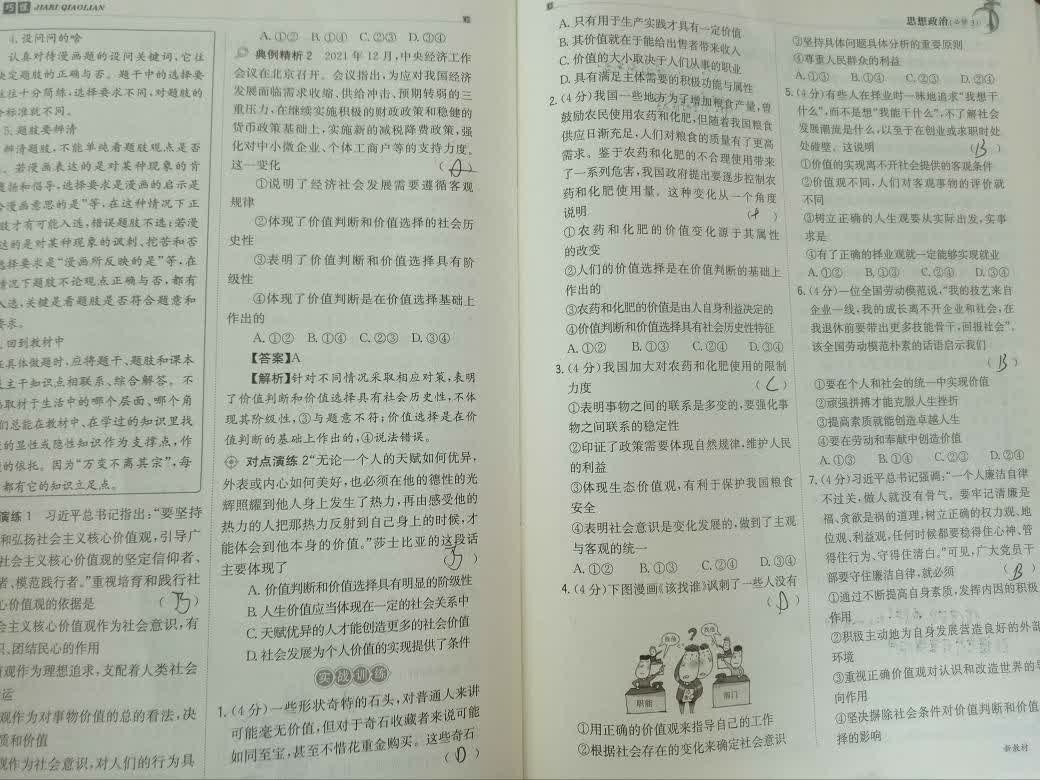 巧课 JIARI QIAOLIAN
4.设问问的啥
认真对待漫画题的设问关键词,它往
决定题肢的正确与否。题干中的选择要
往往十分简练,选择要求不同,对题肢的
标准就不同。
5.题肢要辨清
辨清题肢,不能单纯看题肢观点是否
若漫画表达的是对某种现象的肯
扬和倡导,选择要求是漫画的启示是
漫画意思的是”等,在这种情况下正
肢才有可能入选,错误题肢不选;若漫
达的是对某种现象的讽刺、挖苦和否
选择要求是“漫画所反映的是”等,在
情况下题肢不论观点正确与否,都有
入选,关键是看题肢是否符合题意和
要求。
回到教材中
在具体做题时,应将题干、题肢和课本
主干知识点相联系、综合解答。不
取材于生活中的哪个层面、哪个角
们总能在教材中、在学过的知识里找
的显性或隐性知识作为支撑点,作
的依托。因为“万变不离其宗”,每
都有它的知识立足点。
演练1 习近平总书记指出:“要坚持
和弘扬社会主义核心价值观,引导广
社会主义核心价值观的坚定信仰者、
者、模范践行者。”重视培育和践行社
心价值观的依据是 (B)
会主义核心价值观作为社会意识,有
识、团结民心的作用
观作为理想追求,支配着人类社会
运
观作为对事物价值的总的看法,决
质和价值
观作为社会意识,对人们的行为具
A.①② B.①④ C.②③ D.③④
典例精析2 2021年12月,中央经济工作
会议在北京召开。会议指出,为应对我国经济
发展面临需求收缩、供给冲击、预期转弱的三
重压力,在继续实施积极的财政政策和稳健的
货币政策基础上,实施新的减税降费政策,强
化对中小微企业、个体工商户等的支持力度。
这一变化 (A)
①说明了经济社会发展需要遵循客观
规律
②体现了价值判断和价值选择的社会历
史性
③表明了价值判断和价值选择具有阶
级性
④体现了价值判断是在价值选择基础上
作出的
A.①② B.①④ C.②③ D.③④
【答案】A
【解析】针对不同情况采取相应对策,表明
了价值判断和价值选择具有社会历史性,不体
现其阶级性,③与题意不符;价值选择是在价
值判断的基础上作出的,④说法错误。
对点演练2“无论一个人的天赋如何优异,
外表或内心如何美好,也必须在他的德性的光
辉照耀到他人身上发生了热力,再由感受他的
热力的人把那热力反射到自己身上的时候,才
能体会到他本身的价值。”莎士比亚的这段话
主要体现了 (B)
A.价值判断和价值选择具有明显的阶级性
B.人生价值应当体现在一定的社会关系中
C.天赋优异的人才能创造更多的社会价值
D.社会发展为个人价值的实现提供了条件
实战训练
1.(4分)一些形状奇特的石头,对普通人来讲
可能毫无价值,但对于奇石收藏者来说可能
如同至宝,甚至不惜花重金购买。这些奇石
(D)
A.只有用于生产实践才具有一定价值
B.其价值就在于能给出售者带来收入
C.价值的大小取决于人们从事的职业
D.具有满足主体需要的积极功能与属性
2.(4分)我国一些地方为了增加粮食产量,曾
鼓励农民使用农药和化肥,但随着我国粮食
供应日渐充足,人们对粮食的质量有了更高
需求。鉴于农药和化肥的不合理使用带来
了一系列危害,我国政府提出要逐步控制农
药和化肥使用量。这种变化从一个角度
说明
①农药和化肥的价值变化源于其属性
的改变
②人们的价值选择是在价值判断的基础上
作出的
③农药和化肥的价值是由人自身利益决定的
④价值判断和价值选择具有社会历史性特征
A.①② B.①③ C.②④ D.③④
3.(4分)我国加大对农药和化肥使用的限制
力度 (C)
①表明事物之间的联系是多变的,要强化事
物之间联系的稳定性
②印证了政策需要体现自然规律,维护人民
的利益
③体现生态价值观,有利于保护我国粮食
安全
④表明社会意识是变化发展的,做到了主观
与客观的统一
A.①② B.①③ C.②④ D.③④
4.(4分)下图漫画《该找谁》讽刺了一些人没有
(D)
找他
找他
?
职能
部门
①用正确的价值观来指导自己的工作
②根据社会存在的变化来确定社会意识
思想政治(必修3)
③坚持具体问题具体分析的重要原则
④尊重人民群众的利益
A.①③ B.①④ C.②③ D.②④
5.(4分)有些人在择业时一味地追求“我想干
什么”,而不是想“我能干什么”,不了解社会
发展潮流是什么,以至于在创业或求职时处
处碰壁。这说明 (B)
①价值的实现离不开社会提供的客观条件
②价值观不同,人们对客观事物的评价就
不同
③树立正确的人生观要从实际出发,实事
求是
④有了正确的择业观就一定能够实现就业
A.①② B.①③ C.②④ D.③④
6.(4分)一位全国劳动模范说,“我的技艺来自
企业一线,我的成长离不开企业和社会,在
我退休前要带出更多技能骨干,回报社会”。
该全国劳动模范朴素的话语启示我们
(B)
①要在个人和社会的统一中实现价值
②顽强拼搏才能克服人生挫折
③提高素质就能创造卓越人生
④要在劳动和奉献中创造价值
A.①③ B.①④ C.②③ D.②④
7.(4分)习近平总书记强调:“一个人廉洁自律
不过关,做人就没有骨气。要牢记清廉是
福、贪欲是祸的道理,树立正确的权力观、地
位观、利益观,任何时候都要稳得住心神、管
得住行为、守得住清白。”可见,广大党员干
部要守住廉洁自律,就必须 (B)
①通过不断提高自身素质,发挥内因的积极
作用
②积极主动地为自身发展营造良好的外部
环境
③重视正确价值观对认识和改造世界的导
向作用
④坚决摒除社会条件对价值判断和价值
择的影响
新教材